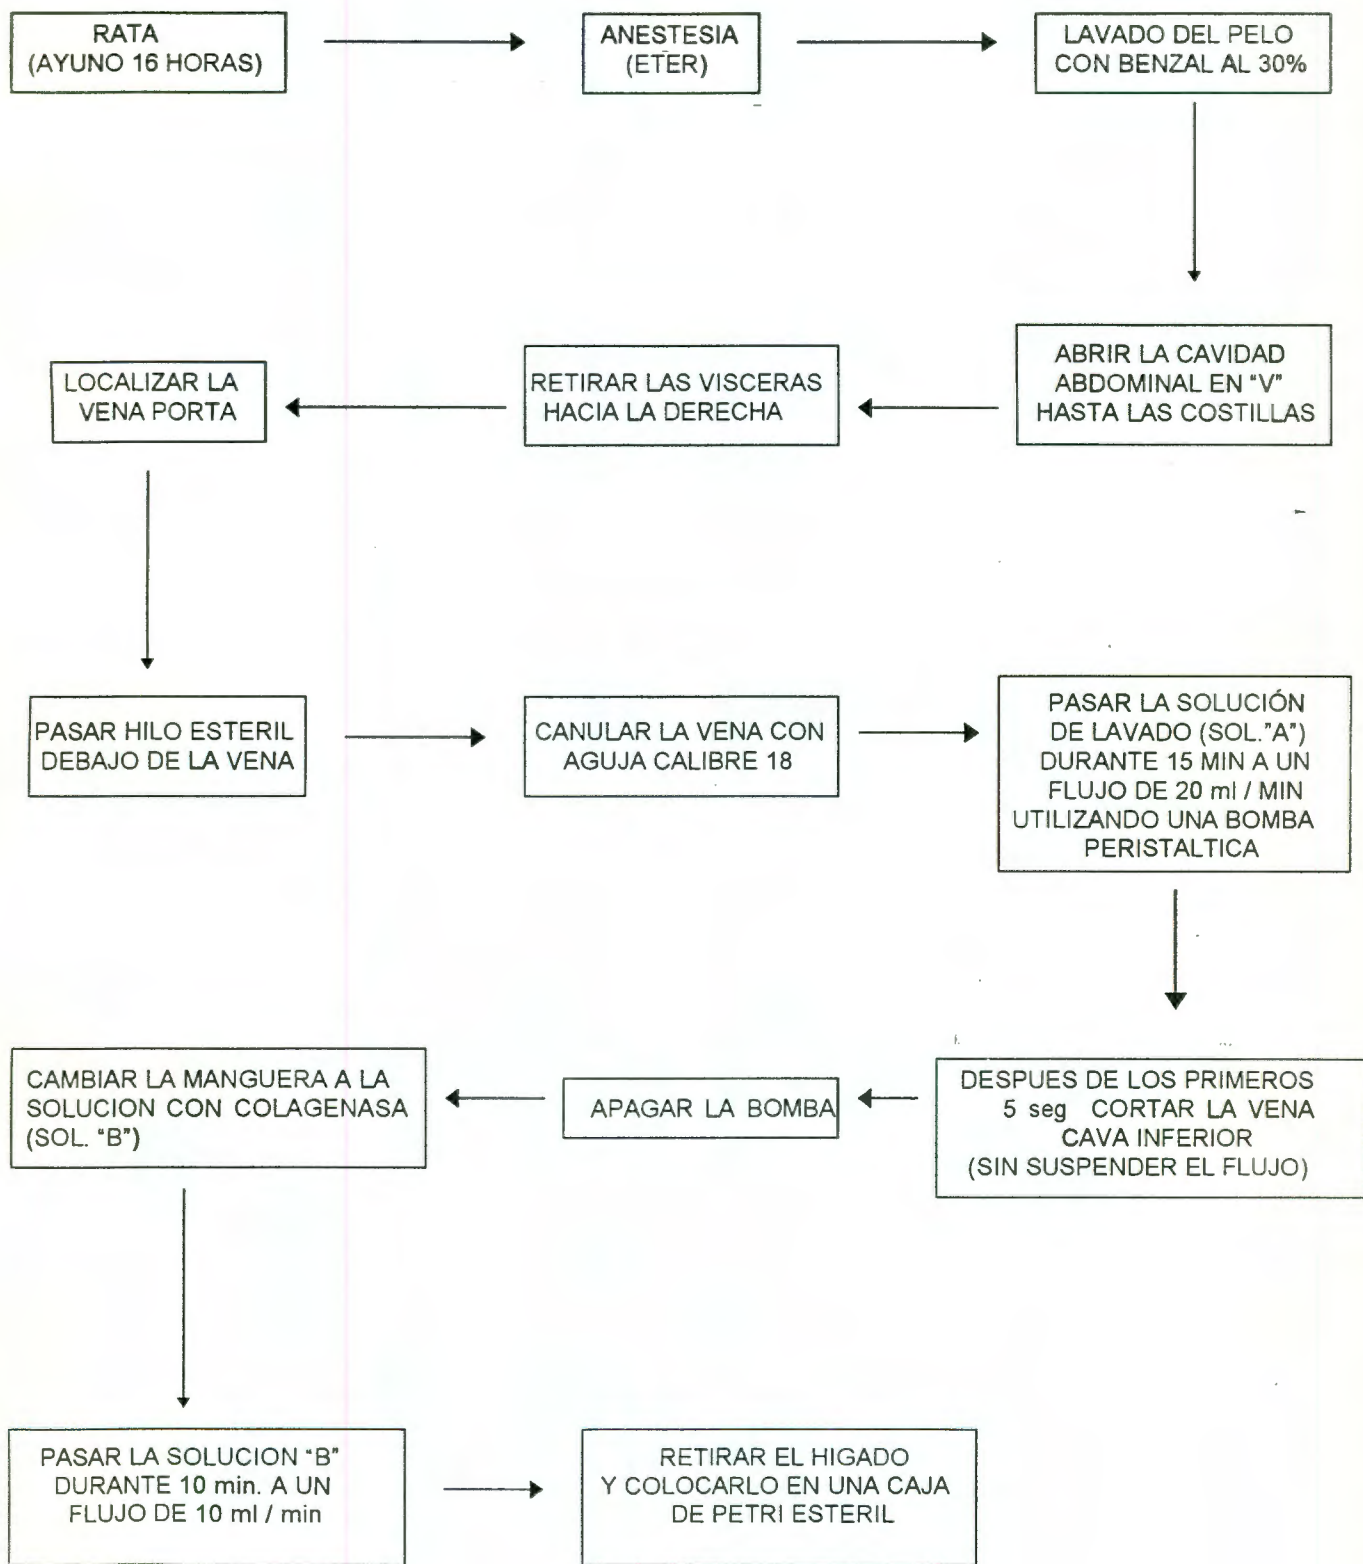 RATA
(AYUNO 16 HORAS)
ANESTESIA
(ETER)
LAVADO DEL PELO
CON BENZAL AL 30%
ABRIR LA CAVIDAD
ABDOMINAL EN "V"
HASTA LAS COSTILLAS
RETIRAR LAS VISCERAS
HACIA LA DERECHA
LOCALIZAR LA
VENA PORTA
PASAR HILO ESTERIL
DEBAJO DE LA VENA
CANULAR LA VENA CON
AGUJA CALIBRE 18
PASAR LA SOLUCIÓN
DE LAVADO (SOL."A")
DURANTE 15 MIN A UN
FLUJO DE 20 ml / MIN
UTILIZANDO UNA BOMBA
PERISTALTICA
DESPUES DE LOS PRIMEROS
5 seg CORTAR LA VENA
CAVA INFERIOR
(SIN SUSPENDER EL FLUJO)
APAGAR LA BOMBA
CAMBIAR LA MANGUERA A LA
SOLUCION CON COLAGENASA
(SOL. "B")
PASAR LA SOLUCION "B"
DURANTE 10 min. A UN
FLUJO DE 10 ml / min
RETIRAR EL HIGADO
Y COLOCARLO EN UNA CAJA
DE PETRI ESTERIL